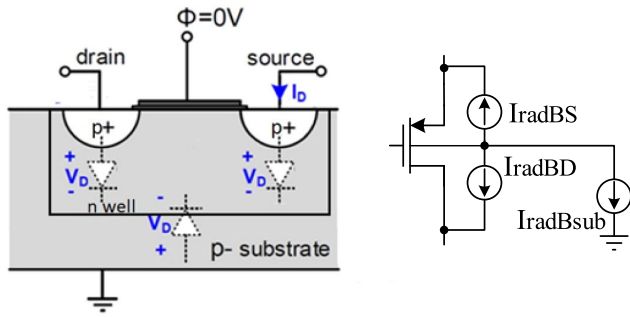 Φ=0V
drain
source
I_D
p+
p+
+
V_D
-
+
V_D
-
n well
-
V_D
+
p- substrate
IradBS
IradBD
IradBsub